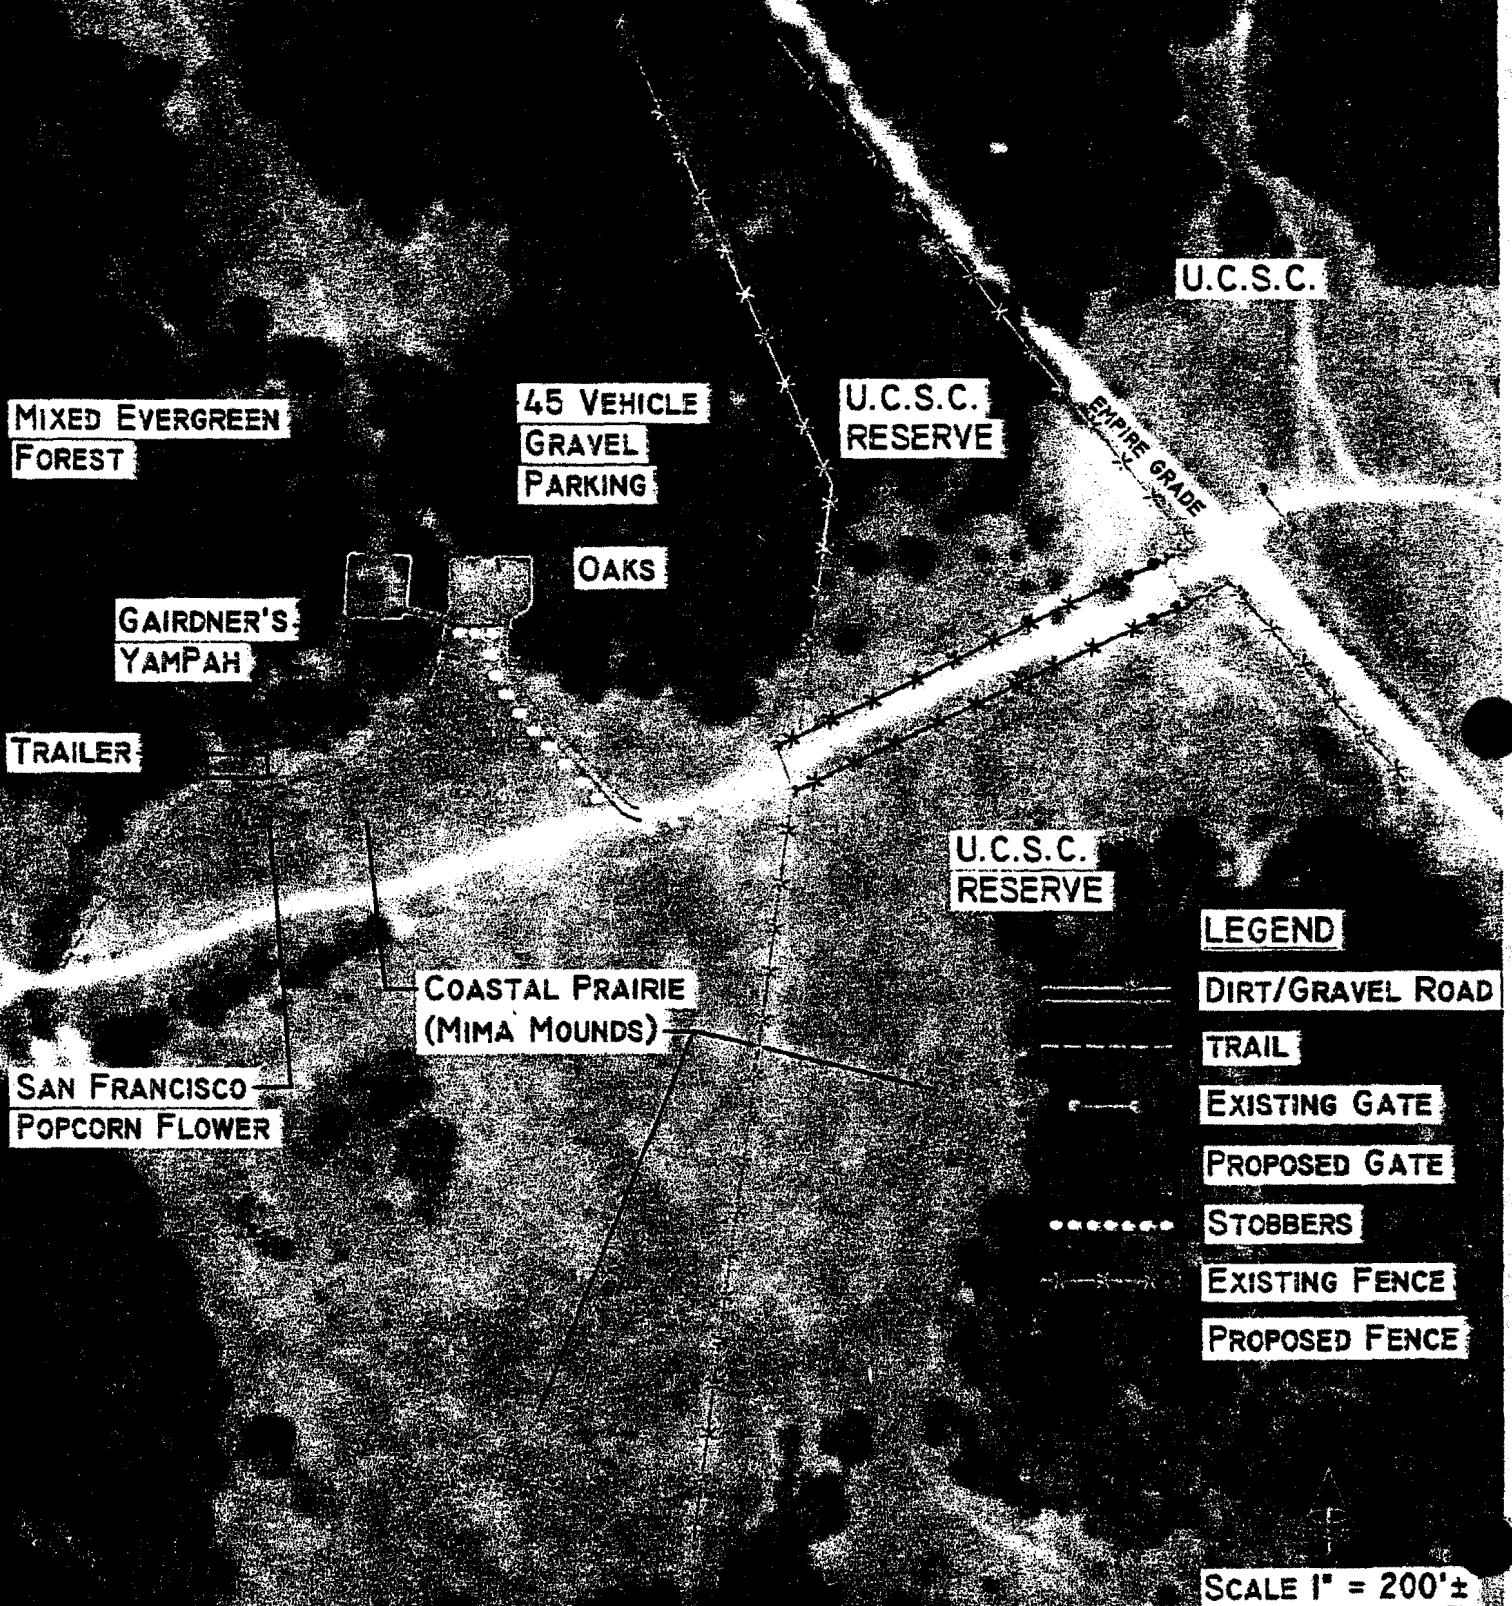 U.C.S.C.
MIXED EVERGREEN
FOREST
45 VEHICLE
GRAVEL
PARKING
U.C.S.C.
RESERVE
EMPIRE GRADE
OAKS
GAIRDNER'S
YAMPAH
TRAILER
U.C.S.C.
RESERVE
COASTAL PRAIRIE
(MIMA MOUNDS)
SAN FRANCISCO
POPCORN FLOWER
LEGEND
DIRT/GRAVEL ROAD
TRAIL
EXISTING GATE
PROPOSED GATE
STOBBERS
EXISTING FENCE
PROPOSED FENCE
SCALE 1" = 200'±